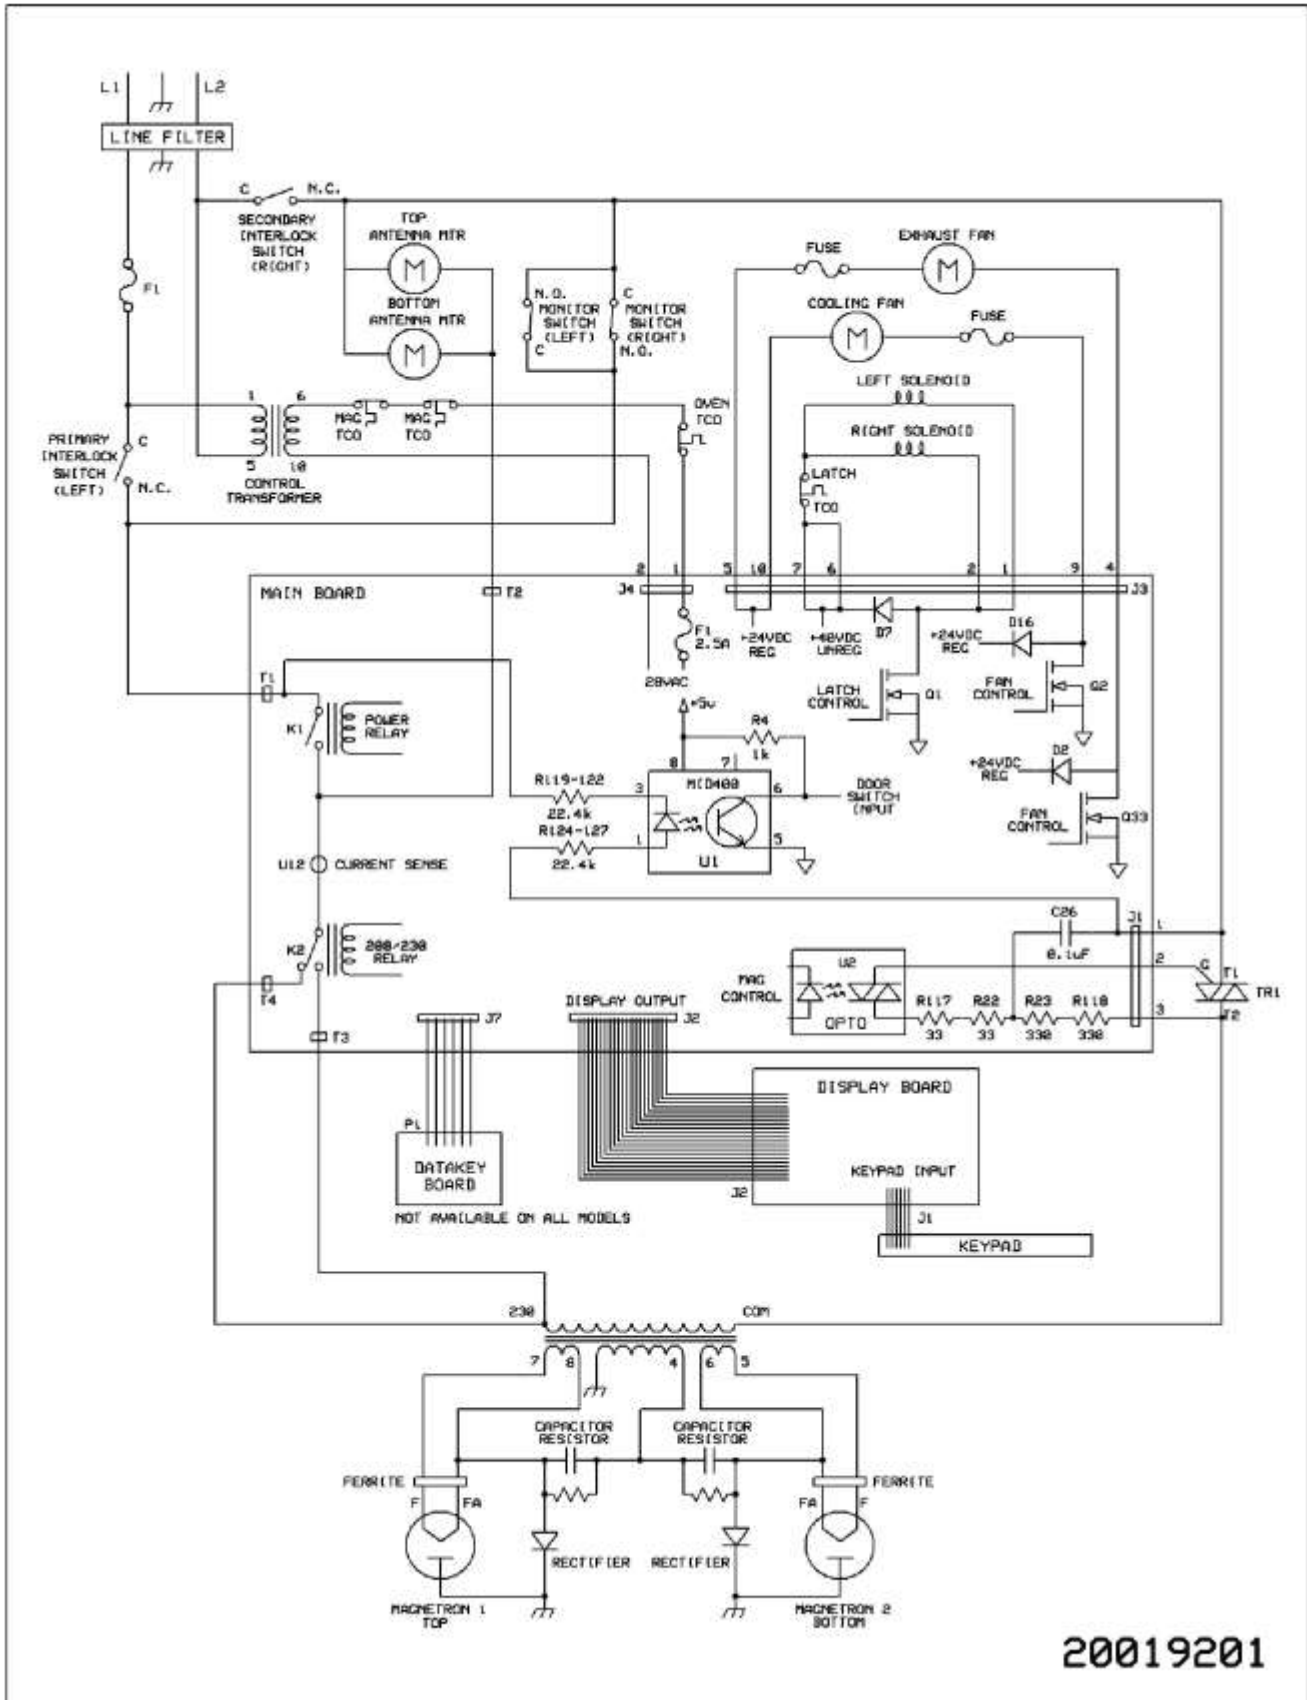 L1
L2
LINE FILTER
C
N.C.
SECONDARY
INTERLOCK
SWITCH
(RIGHT)
TOP
ANTENNA MTR
M
BOTTOM
ANTENNA MTR
M
F1
N.O.
MONITOR
SWITCH
(LEFT)
C
C
MONITOR
SWITCH
(RIGHT)
N.O.
FUSE
EXHAUST FAN
M
COOLING FAN
M
FUSE
LEFT SOLENOID
RIGHT SOLENOID
LATCH
TCO
1
6
5
10
CONTROL
TRANSFORMER
MAG
TCO
MAG
TCO
OVEN
TCO
PRIMARY
INTERLOCK
SWITCH
(LEFT)
C
N.C.
MAIN BOARD
T2
2
1
J4
5
10
7
6
2
1
9
4
J3
F1
2.5A
28VAC
+24VDC
REG
+40VDC
UNREG
D7
+24VDC
REG
D16
LATCH
CONTROL
Q1
FAN
CONTROL
Q2
+24VDC
REG
D2
FAN
CONTROL
Q33
T1
K1
POWER
RELAY
+5v
R4
1k
8
7
MID400
R119-122
22.4k
3
6
DOOR
SWITCH
INPUT
R124-127
22.4k
1
5
U1
U12
CURRENT SENSE
K2
208/230
RELAY
T4
T3
C26
0.1uF
J1
1
2
3
MAG
CONTROL
U2
OPTO
R117
33
R22
33
R23
330
R118
330
G
T1
TR1
T2
J7
DISPLAY OUTPUT
J2
P1
DATAKEY
BOARD
NOT AVAILABLE ON ALL MODELS
DISPLAY BOARD
J2
KEYPAD INPUT
J1
KEYPAD
230
COM
7
8
4
6
5
CAPACITOR
RESISTOR
CAPACITOR
RESISTOR
FERRITE
F
FA
FERRITE
FA
F
RECTIFIER
RECTIFIER
MAGNETRON 1
TOP
MAGNETRON 2
BOTTOM
20019201